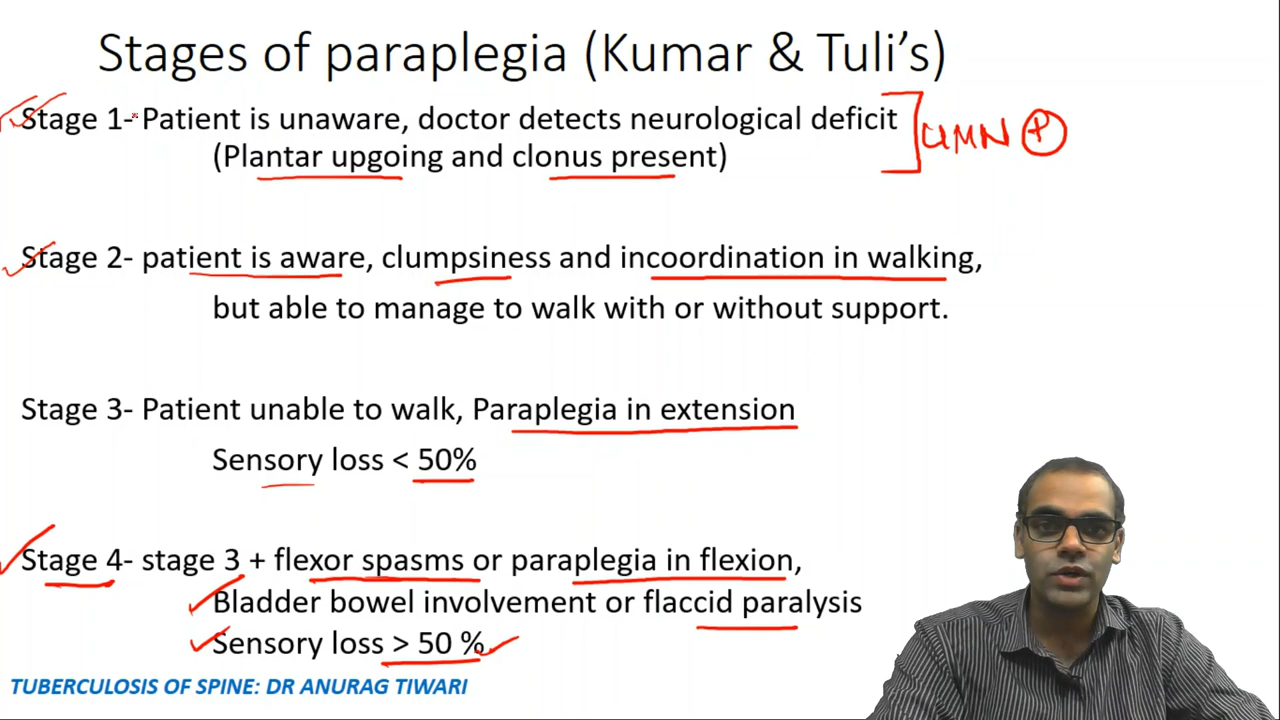 Stages of paraplegia (Kumar & Tuli's)
Stage 1- Patient is unaware, doctor detects neurological deficit
(Plantar upgoing and clonus present)
UMN +
Stage 2- patient is aware, clumpsiness and incoordination in walking,
but able to manage to walk with or without support.
Stage 3- Patient unable to walk, Paraplegia in extension
Sensory loss < 50%
Stage 4- stage 3 + flexor spasms or paraplegia in flexion,
Bladder bowel involvement or flaccid paralysis
Sensory loss > 50 %
TUBERCULOSIS OF SPINE: DR ANURAG TIWARI